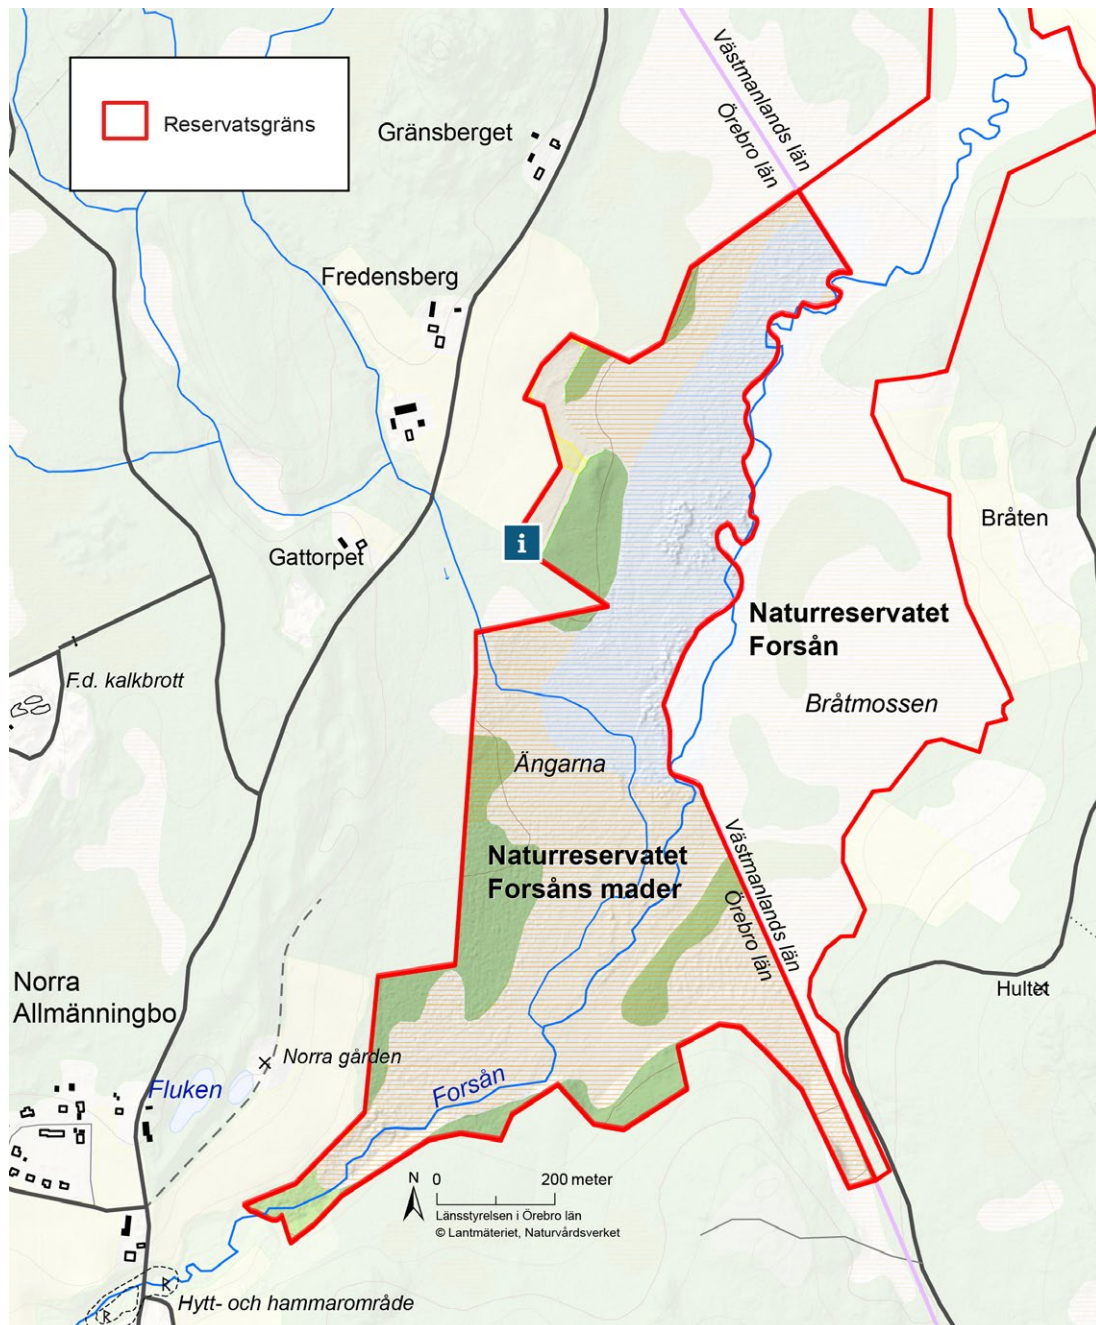 Reservatsgräns
Gränsberget
Västmanlands län
Örebro län
Fredensberg
Gattorpet
i
Bråten
Naturreservatet
Forsån
Bråtmossen
F.d. kalkbrott
Ängarna
Naturreservatet
Forsåns mader
Västmanlands län
Örebro län
Hultet
Norra
Allmänningbo
Norra gården
Fluken
Forsån
N
0 200 meter
Länsstyrelsen i Örebro län
© Lantmäteriet, Naturvårdsverket
R
R
Hytt- och hammarområde